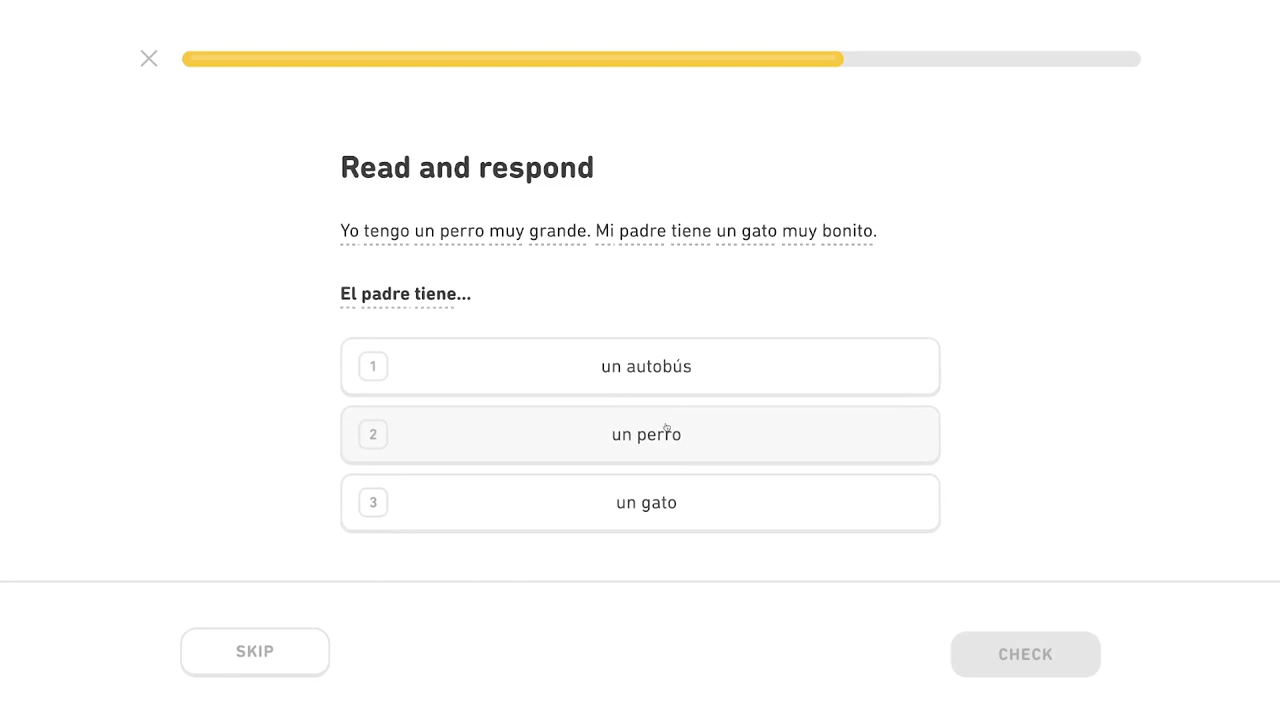 Read and respond
Yo tengo un perro muy grande. Mi padre tiene un gato muy bonito.
El padre tiene...
1 un autobús
2 un perro
3 un gato
SKIP
CHECK